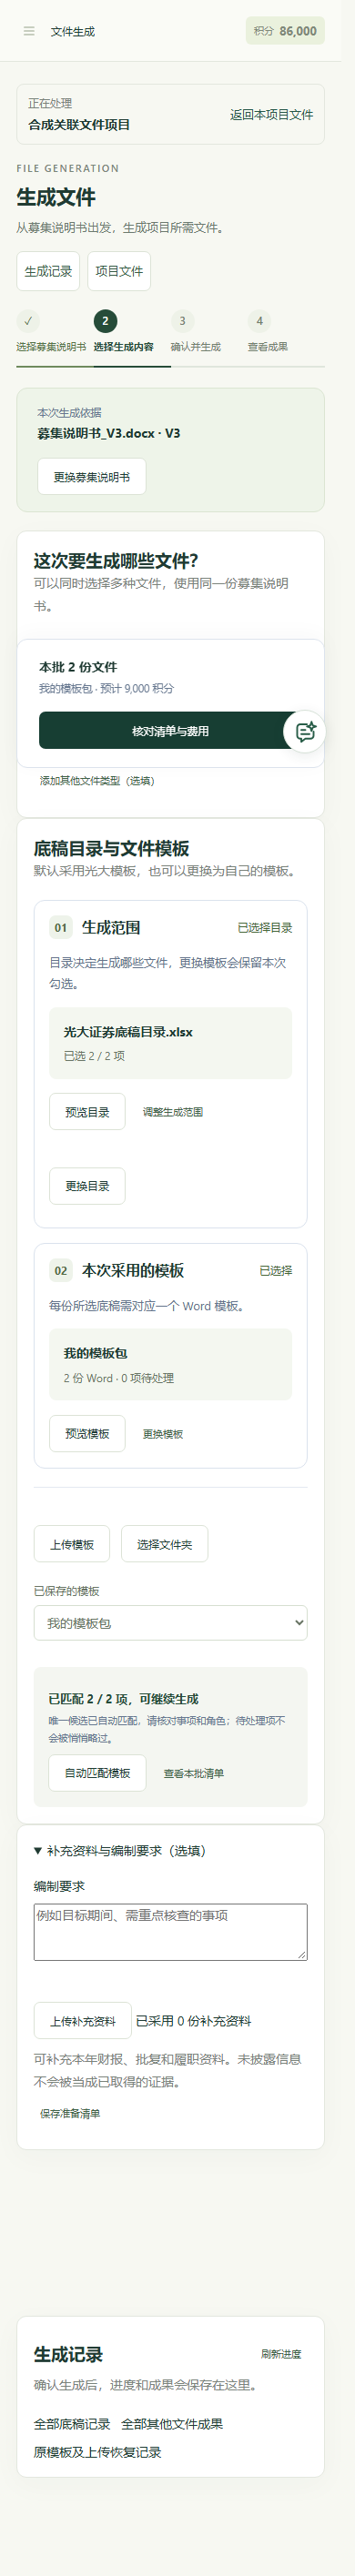 文件生成
积分 86,000
正在处理
合成关联文件项目
返回本项目文件
FILE GENERATION
生成文件
从募集说明书出发，生成项目所需文件。
生成记录
项目文件
✓
2
3
4
选择募集说明书
选择生成内容
确认并生成
查看成果
本次生成依据
募集说明书_V3.docx · V3
更换募集说明书
这次要生成哪些文件？
可以同时选择多种文件，使用同一份募集说明
书。
本批 2 份文件
我的模板包 · 预计 9,000 积分
核对清单与费用
添加其他文件类型（选填）
底稿目录与文件模板
默认采用光大模板，也可以更换为自己的模板。
01
生成范围
已选择目录
目录决定生成哪些文件，更换模板会保留本次
勾选。
光大证券底稿目录.xlsx
已选 2 / 2 项
预览目录
调整生成范围
更换目录
02
本次采用的模板
已选择
每份所选底稿需对应一个 Word 模板。
我的模板包
2 份 Word · 0 项待处理
预览模板
更换模板
上传模板
选择文件夹
已保存的模板
我的模板包
已匹配 2 / 2 项，可继续生成
唯一候选已自动匹配，请核对事项和角色；待处理项不
会被悄悄略过。
自动匹配模板
查看本批清单
▼ 补充资料与编制要求（选填）
编制要求
例如目标期间、需重点核查的事项
上传补充资料
已采用 0 份补充资料
可补充本年财报、批复和履职资料。未披露信息
不会被当成已取得的证据。
保存准备清单
生成记录
刷新进度
确认生成后，进度和成果会保存在这里。
全部底稿记录
全部其他文件成果
原模板及上传恢复记录